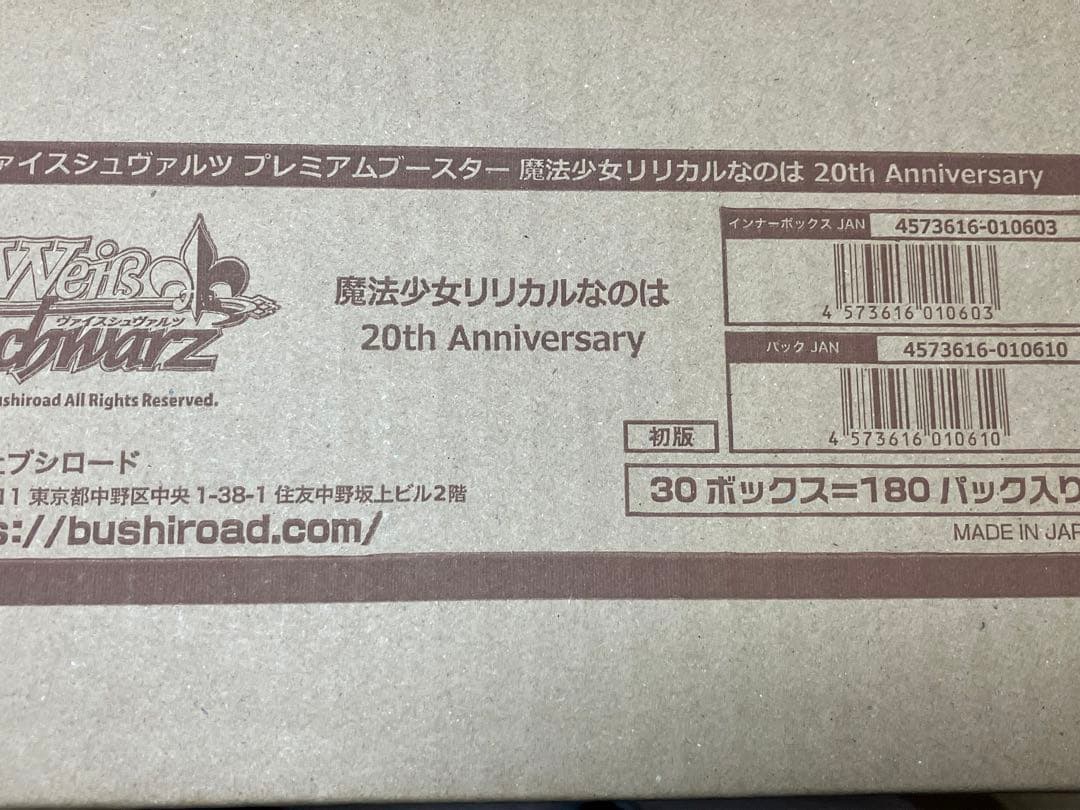 ァイスシュヴァルツ プレミアムブースター 魔法少女リリカルなのは 20th Anniversary
Weiß
ヴァイスシュヴァルツ
chwarz
ushiroad All Rights Reserved.
魔法少女リリカルなのは
20th Anniversary
インナーボックス JAN 4573616-010603
4 573616 010603
パック JAN 4573616-010610
4 573616 010610
初版
30 ボックス=180 パック入り
MADE IN JAP
ブシロード
11 東京都中野区中央 1-38-1 住友中野坂上ビル2階
s://bushiroad.com/